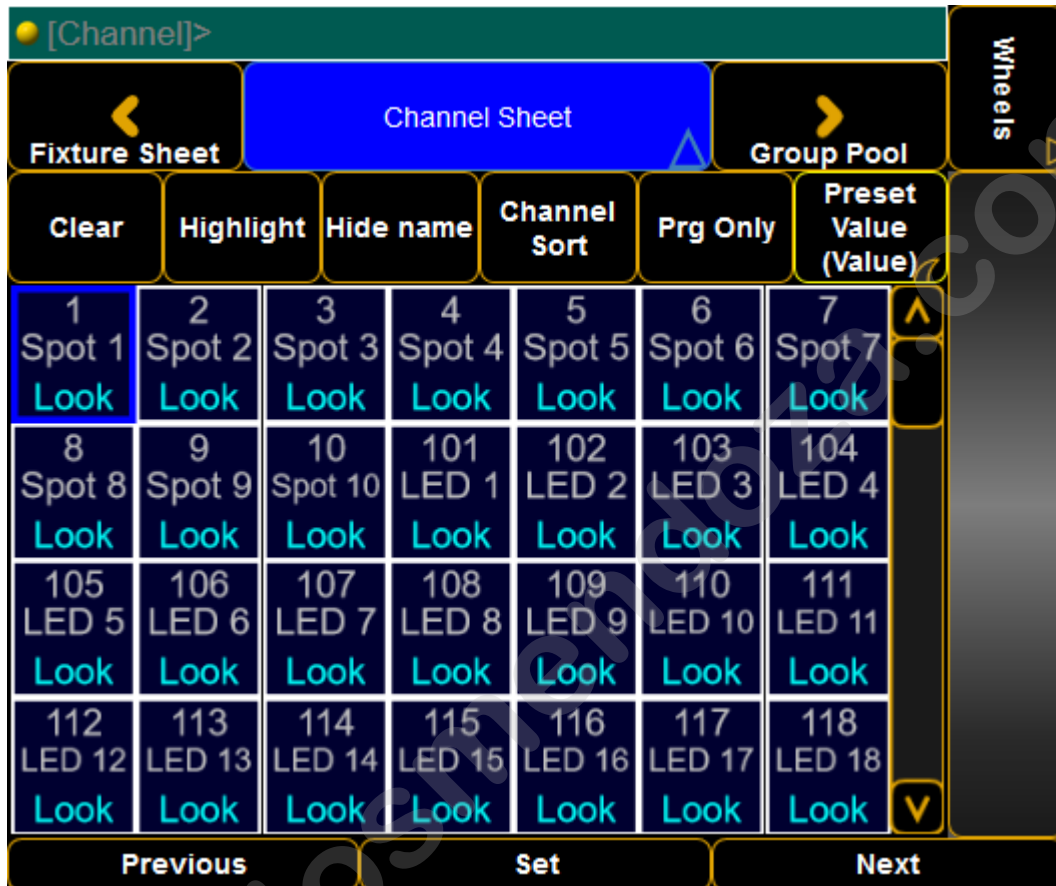 [Channel]>
Wheels
Fixture Sheet
Channel Sheet
Group Pool
Clear
Highlight
Hide name
Channel
Sort
Prg Only
Preset
Value
(Value)
1 2 3 4 5 6 7
Spot 1 Spot 2 Spot 3 Spot 4 Spot 5 Spot 6 Spot 7
Look Look Look Look Look Look Look
8 9 10 101 102 103 104
Spot 8 Spot 9 Spot 10 LED 1 LED 2 LED 3 LED 4
Look Look Look Look Look Look Look
105 106 107 108 109 110 111
LED 5 LED 6 LED 7 LED 8 LED 9 LED 10 LED 11
Look Look Look Look Look Look Look
112 113 114 115 116 117 118
LED 12 LED 13 LED 14 LED 15 LED 16 LED 17 LED 18
Look Look Look Look Look Look Look
Previous Set Next